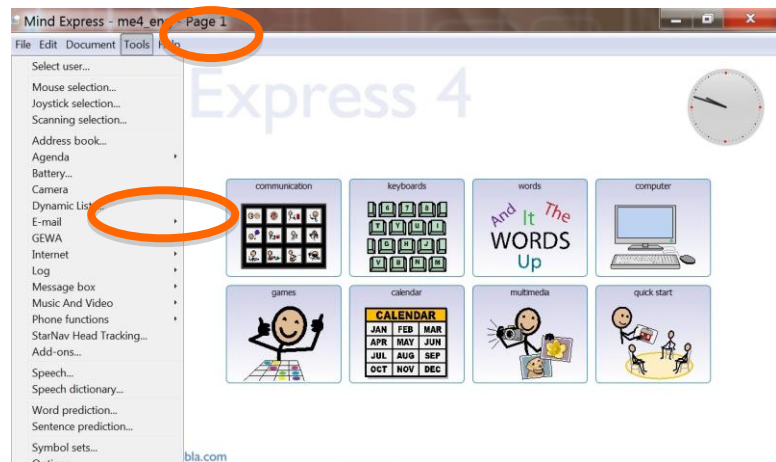 Mind Express - me4_en - Page 1
File Edit Document Tools Help
Select user...
Mouse selection...
Joystick selection...
Scanning selection...
Address book...
Agenda
Battery...
Camera
Dynamic List...
E-mail
GEWA
Internet
Log
Message box
Music And Video
Phone functions
StarNav Head Tracking...
Add-ons...
Speech...
Speech dictionary...
Word prediction...
Sentence prediction...
Symbol sets...
Express 4
communication
keyboards
6 7 8
T Y U I
G H J
V B N M
words
And It The
WORDS
Up
computer
games
calendar
CALENDAR
JAN FEB MAR
APR MAY JUN
JUL AUG SEP
OCT NOV DEC
multimedia
quick start
bla.com